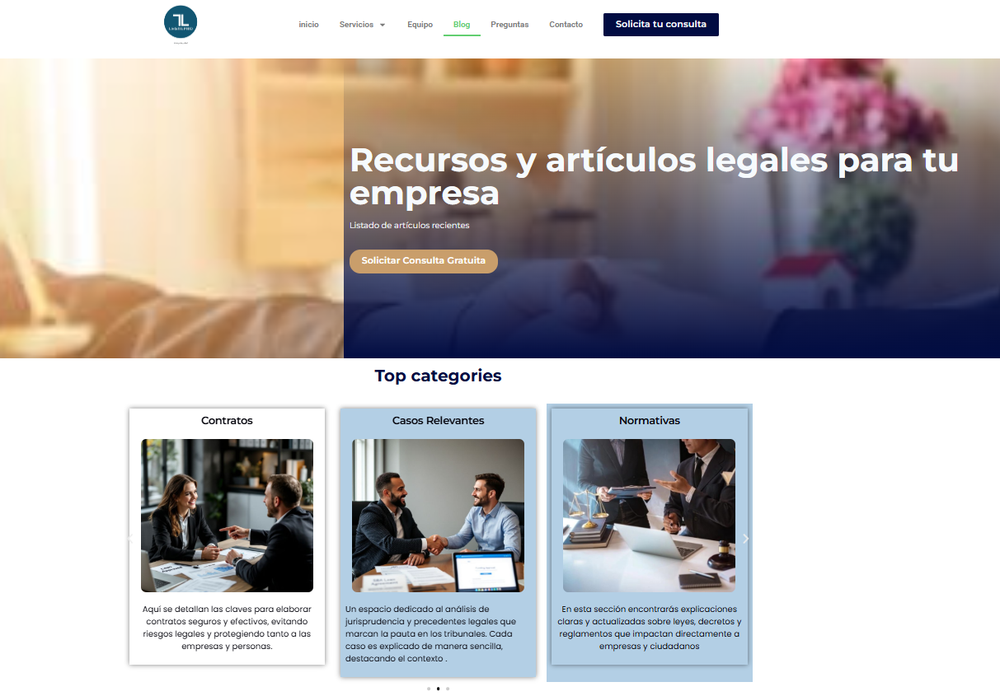 inicio
Servicios
Equipo
Blog
Preguntas
Contacto
Solicita tu consulta
Recursos y artículos legales para tu
empresa
Listado de artículos recientes
Solicitar Consulta Gratuita
Top categories
Contratos
Aquí se detallan las claves para elaborar
contratos seguros y efectivos, evitando
riesgos legales y protegiendo tanto a las
empresas y personas.
Casos Relevantes
Un espacio dedicado al análisis de
jurisprudencia y precedentes legales que
marcan la pauta en los tribunales. Cada
caso es explicado de manera sencilla,
destacando el contexto .
Normativas
En esta sección encontrarás explicaciones
claras y actualizadas sobre leyes, decretos y
reglamentos que impactan directamente a
empresas y ciudadanos